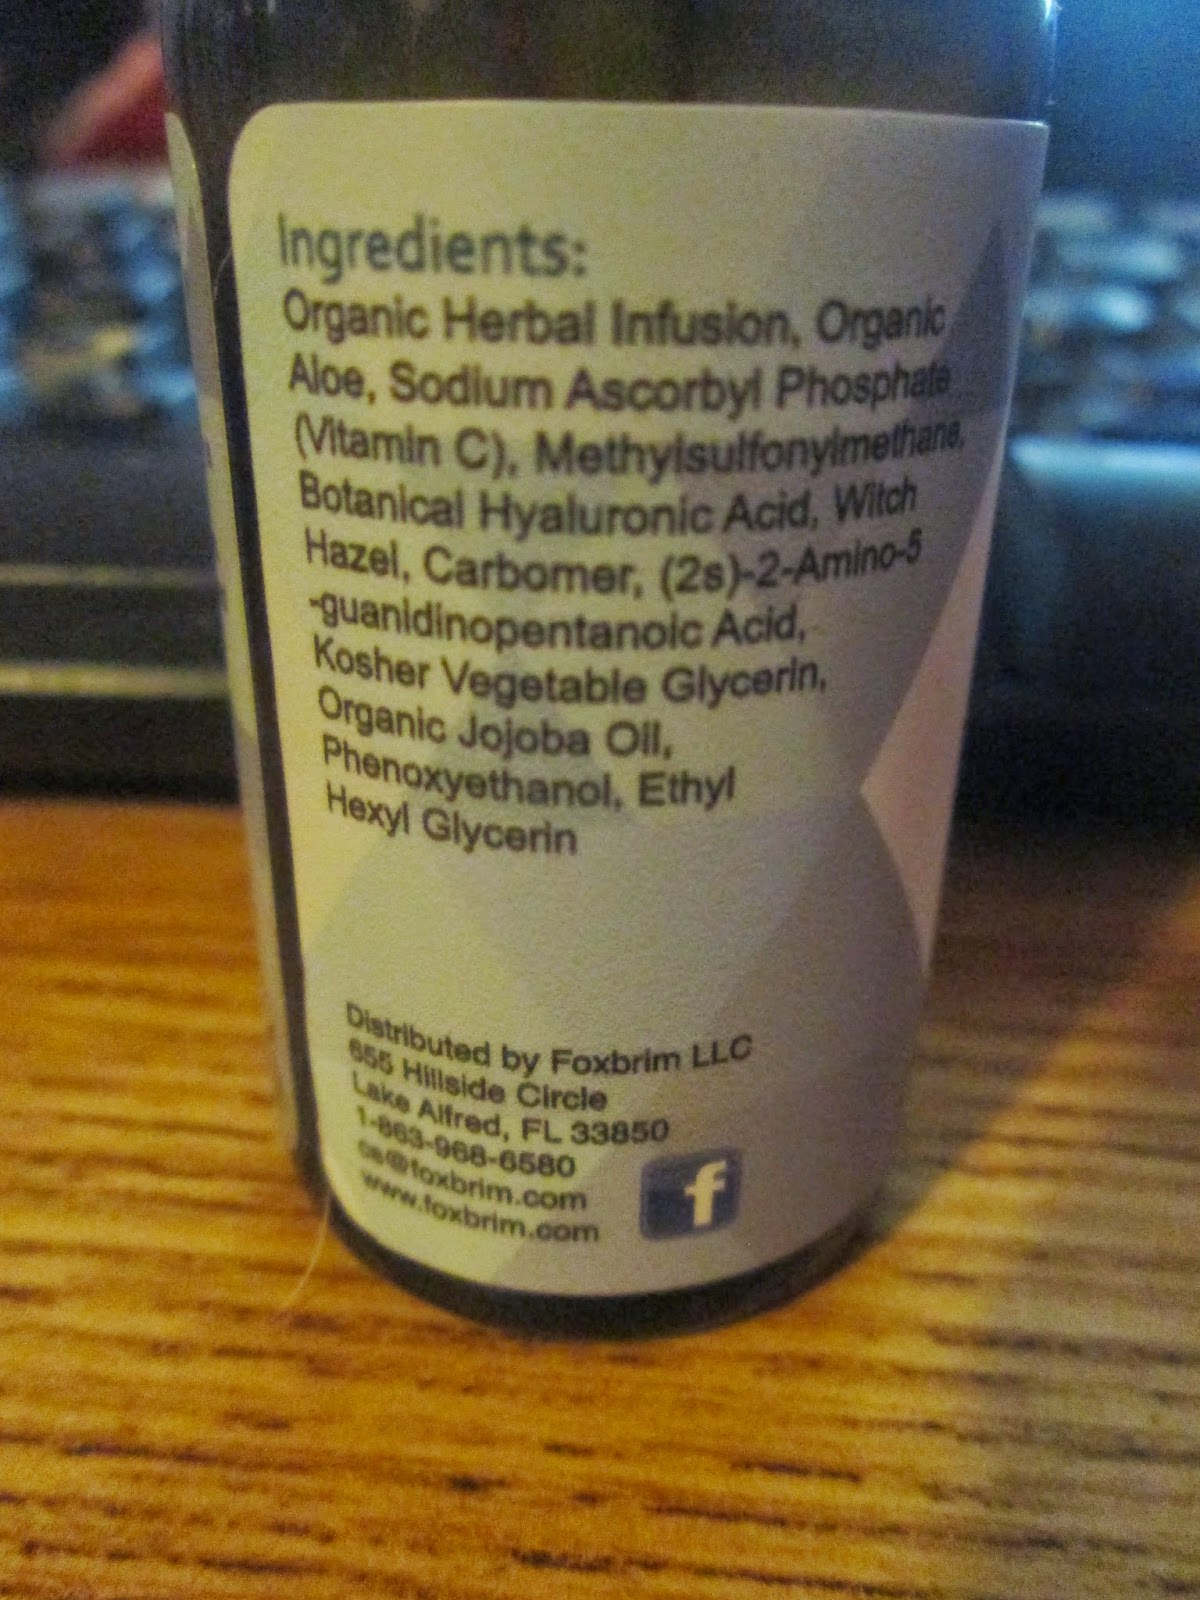 Ingredients:
Organic Herbal Infusion, Organic
Aloe, Sodium Ascorbyl Phosphate
(Vitamin C), Methylsulfonylmethane,
Botanical Hyaluronic Acid, Witch
Hazel, Carbomer, (2s)-2-Amino-5
-guanidinopentanoic Acid,
Kosher Vegetable Glycerin,
Organic Jojoba Oil,
Phenoxyethanol, Ethyl
Hexyl Glycerin
Distributed by Foxbrim LLC
655 Hillside Circle
Lake Alfred, FL 33850
1-863-968-6580
cs@foxbrim.com
www.foxbrim.com
f